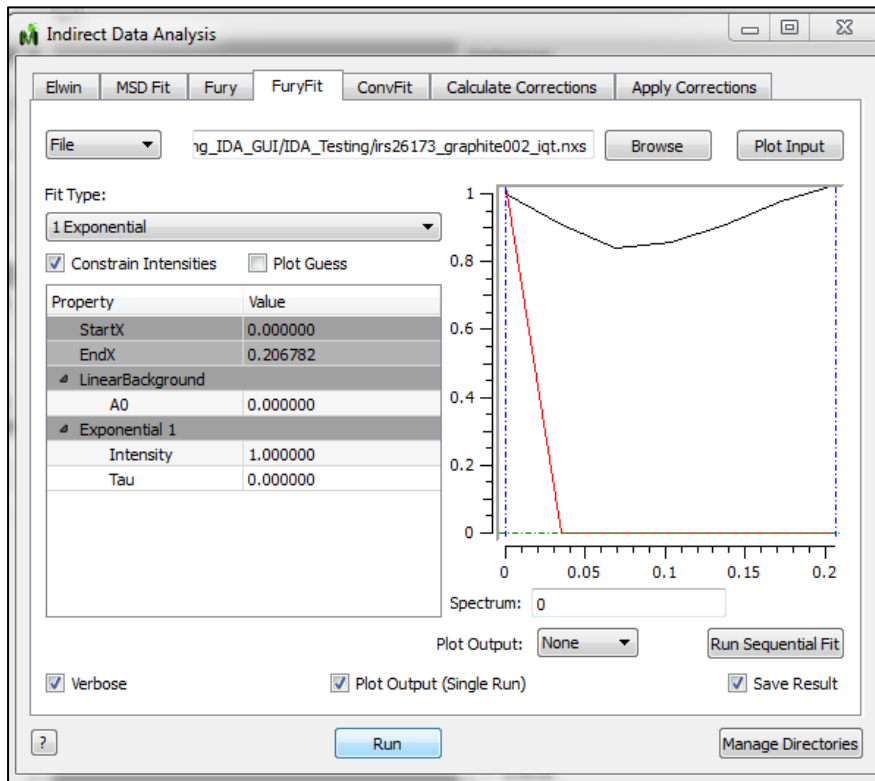 Indirect Data Analysis
Elwin MSD Fit Fury FuryFit ConvFit Calculate Corrections Apply Corrections
File ng_IDA_GUI/IDA_Testing/irs26173_graphite002_iqt.nxs Browse Plot Input
Fit Type:
1 Exponential
Constrain Intensities Plot Guess
Property Value
StartX 0.000000
EndX 0.206782
LinearBackground
A0 0.000000
Exponential 1
Intensity 1.000000
Tau 0.000000
1
0.8
0.6
0.4
0.2
0
0 0.05 0.1 0.15 0.2
Spectrum: 0
Plot Output: None Run Sequential Fit
Verbose Plot Output (Single Run) Save Result
? Run Manage Directories